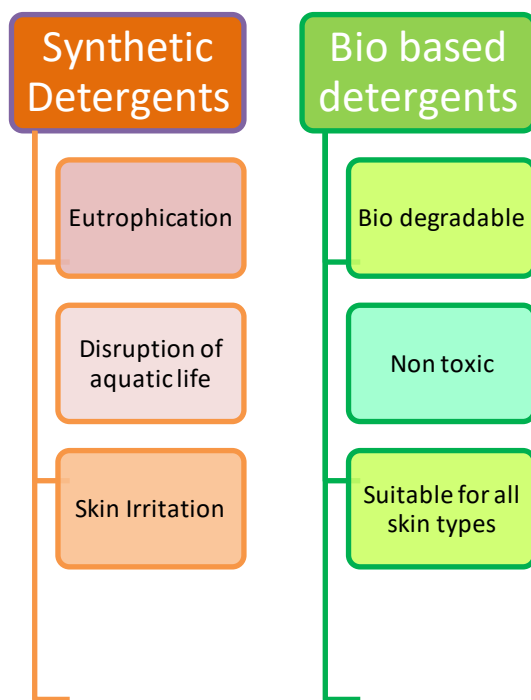 Synthetic
Detergents
Eutrophication
Disruption of
aquatic life
Skin Irritation
Bio based
detergents
Bio degradable
Non toxic
Suitable for all
skin types